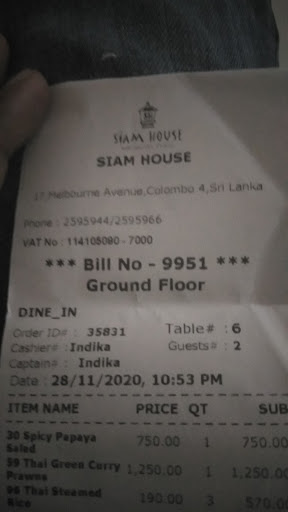 SIAM HOUSE
SIAM HOUSE
17,Melbourne Avenue,Colombo 4,Sri Lanka
Phone : 2595944/2595966
VAT No : 114105090 - 7000
*** Bill No - 9951 ***
Ground Floor
DINE_IN
Order ID# : 35831 Table# : 6
Cashier# : Indika Guests# : 2
Captain# : Indika
Date : 28/11/2020, 10:53 PM
ITEM NAME PRICE QT SUB
30 Spicy Papaya 750.00 1 750.00
Salad
59 Thai Green Curry 1,250.00 1 1,250.00
Prawns
96 Thai Steamed 190.00 3 570.00
Rice